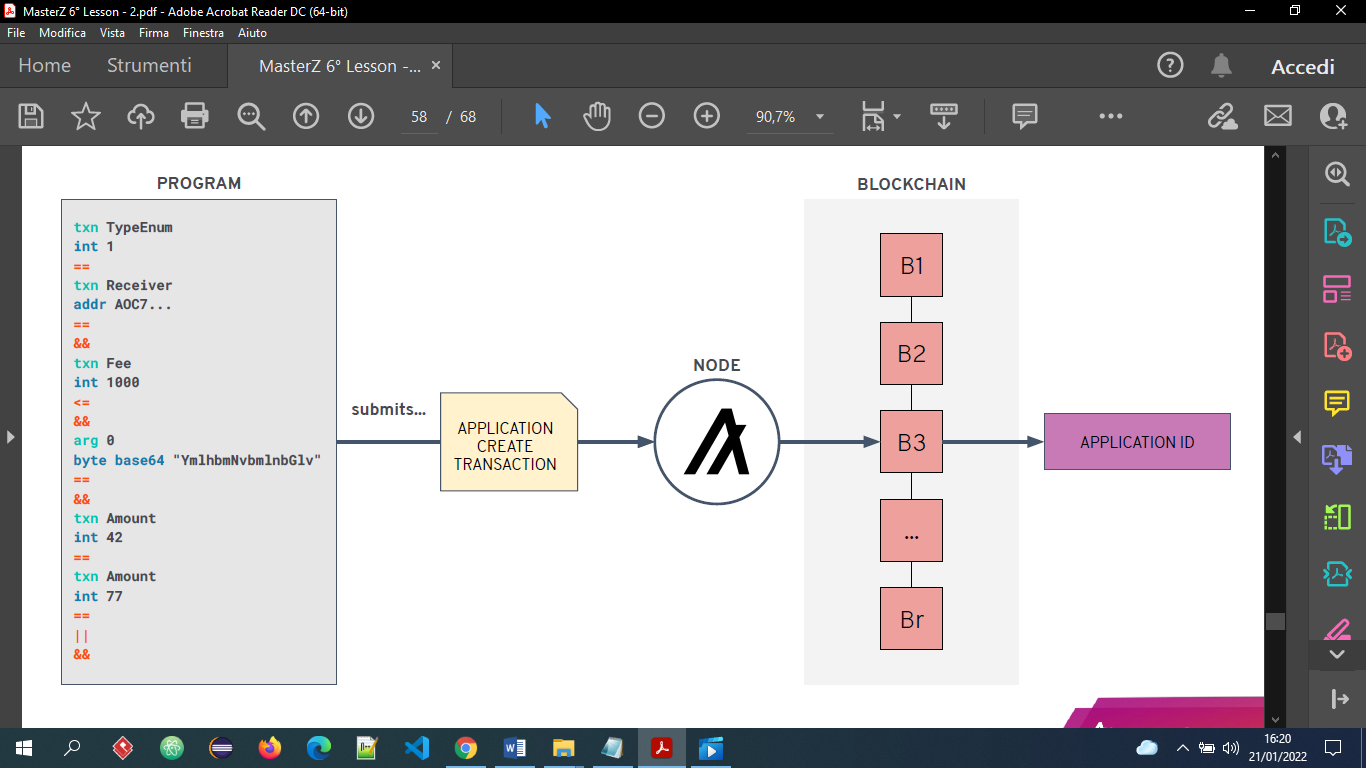 MasterZ 6° Lesson - 2.pdf - Adobe Acrobat Reader DC (64-bit)
File Modifica Vista Firma Finestra Aiuto
Home Strumenti MasterZ 6° Lesson -... × Accedi
58 / 68 90,7%
PROGRAM
txn TypeEnum
int 1
==
txn Receiver
addr AOC7...
==
&&
txn Fee
int 1000
<=
&&
arg 0
byte base64 "YmlhbmNvbmlnbGlv"
==
&&
txn Amount
int 42
==
txn Amount
int 77
==
||
&&
submits...
APPLICATION
CREATE
TRANSACTION
NODE
BLOCKCHAIN
B1
B2
B3
...
Br
APPLICATION ID
16:20
21/01/2022